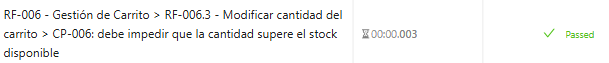 RF-006 - Gestión de Carrito > RF-006.3 - Modificar cantidad del
carrito > CP-006: debe impedir que la cantidad supere el stock
disponible
00:00.003
Passed